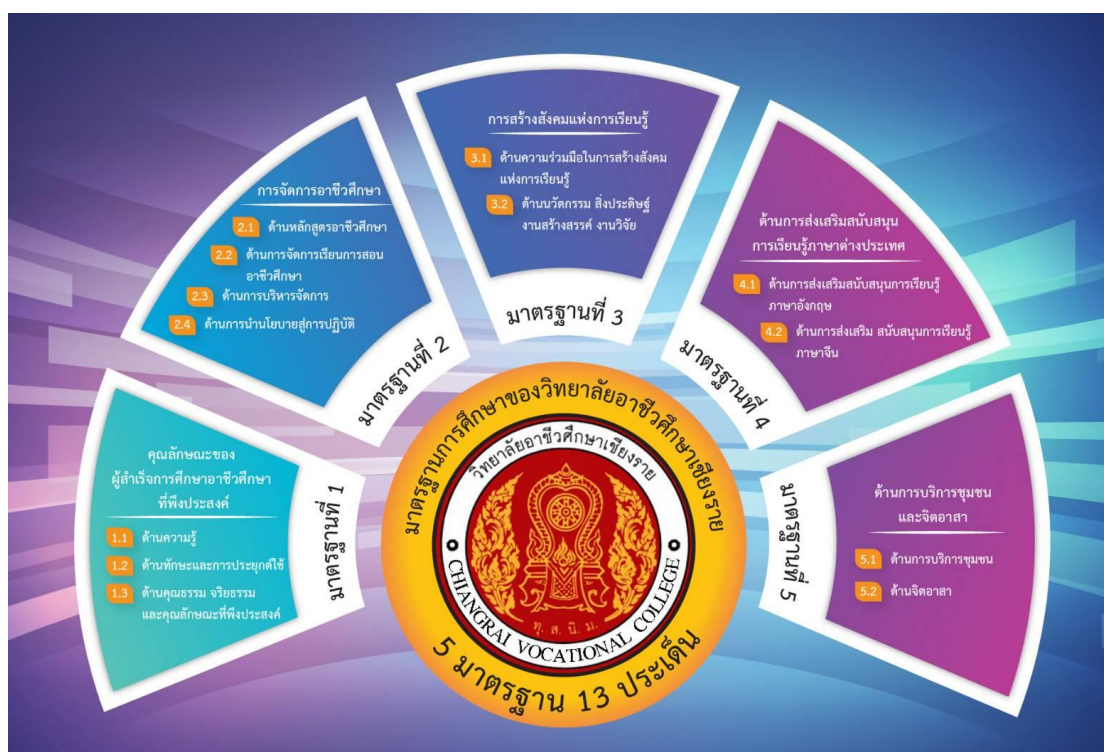 คุณลักษณะของ
ผู้สำเร็จการศึกษาอาชีวศึกษา
ที่พึงประสงค์
1.1 ด้านความรู้
1.2 ด้านทักษะและการประยุกต์ใช้
1.3 ด้านคุณธรรม จริยธรรม
และคุณลักษณะที่พึงประสงค์
มาตรฐานที่ 1
การจัดการอาชีวศึกษา
2.1 ด้านหลักสูตรอาชีวศึกษา
2.2 ด้านการจัดการเรียนการสอน
อาชีวศึกษา
2.3 ด้านการบริหารจัดการ
2.4 ด้านการนำนโยบายสู่การปฏิบัติ
มาตรฐานที่ 2
การสร้างสังคมแห่งการเรียนรู้
3.1 ด้านความร่วมมือในการสร้างสังคม
แห่งการเรียนรู้
3.2 ด้านนวัตกรรม สิ่งประดิษฐ์
งานสร้างสรรค์ งานวิจัย
มาตรฐานที่ 3
ด้านการส่งเสริมสนับสนุน
การเรียนรู้ภาษาต่างประเทศ
4.1 ด้านการส่งเสริมสนับสนุนการเรียนรู้
ภาษาอังกฤษ
4.2 ด้านการส่งเสริม สนับสนุนการเรียนรู้
ภาษาจีน
มาตรฐานที่ 4
ด้านการบริการชุมชน
และจิตอาสา
5.1 ด้านการบริการชุมชน
5.2 ด้านจิตอาสา
มาตรฐานที่ 5
มาตรฐานการศึกษาของวิทยาลัยอาชีวศึกษาเชียงราย
วิทยาลัยอาชีวศึกษาเชียงราย
ทุ. ส. นิ. ม.
CHIANGRAI VOCATIONAL COLLEGE
5 มาตรฐาน 13 ประเด็น